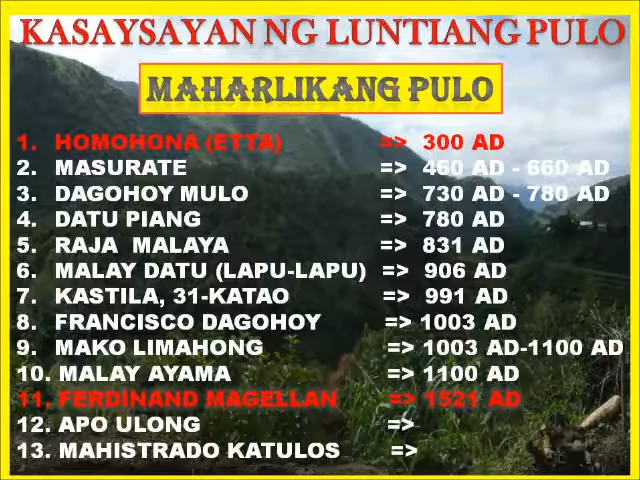 KASAYSAYAN NG LUNTIANG PULO
MAHARLIKANG PULO
1. HOMOHONA (ETTA) => 300 AD
2. MASURATE => 460 AD - 660 AD
3. DAGOHOY MULO => 730 AD - 780 AD
4. DATU PIANG => 780 AD
5. RAJA MALAYA => 831 AD
6. MALAY DATU (LAPU-LAPU) => 906 AD
7. KASTILA, 31-KATAO => 991 AD
8. FRANCISCO DAGOHOY => 1003 AD
9. MAKO LIMAHONG => 1003 AD-1100 AD
10. MALAY AYAMA => 1100 AD
11. FERDINAND MAGELLAN => 1521 AD
12. APO ULONG =>
13. MAHISTRADO KATULOS =>